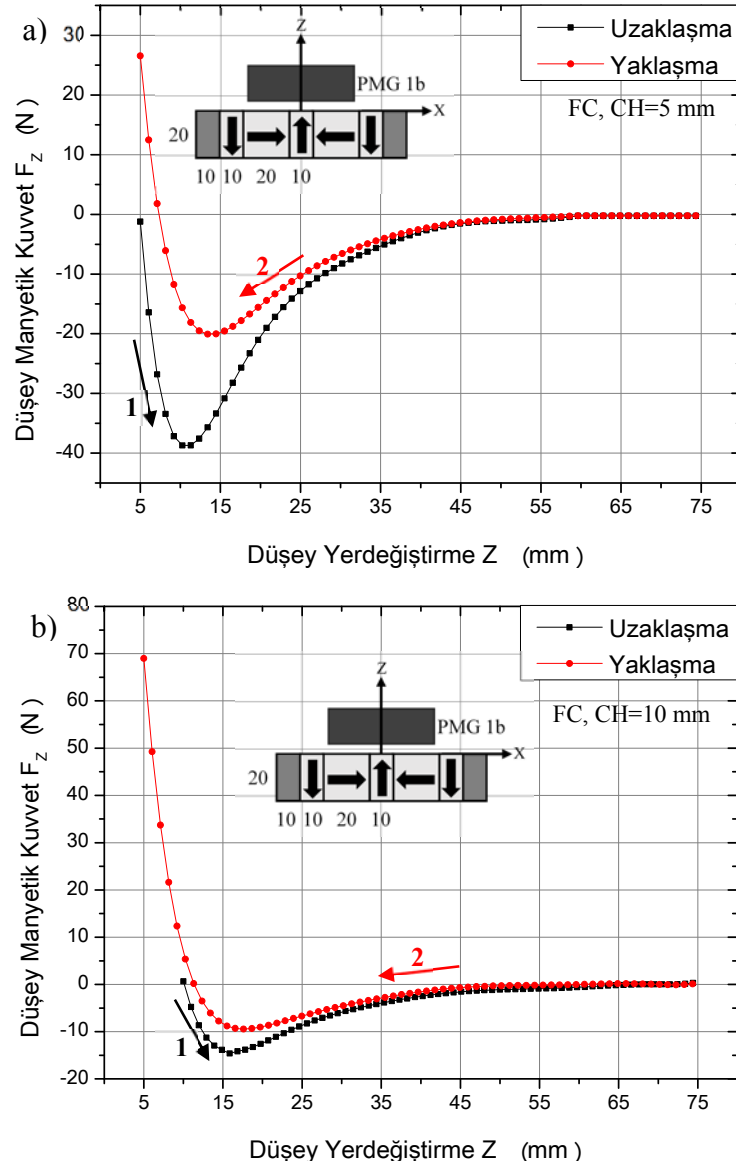 a)
Düşey Manyetik Kuvvet F_Z (N)
30
20
10
0
-10
-20
-30
-40
5 15 25 35 45 55 65 75
Düşey Yerdeğiştirme Z (mm)
Uzaklaşma
Yaklaşma
FC, CH=5 mm
Z
PMG 1b
X
20
10 10 20 10
2
1
b)
Düşey Manyetik Kuvvet F_Z (N)
80
70
60
50
40
30
20
10
0
-10
-20
5 15 25 35 45 55 65 75
Düşey Yerdeğiştirme Z (mm)
Uzaklaşma
Yaklaşma
FC, CH=10 mm
Z
PMG 1b
X
20
10 10 20 10
2
1